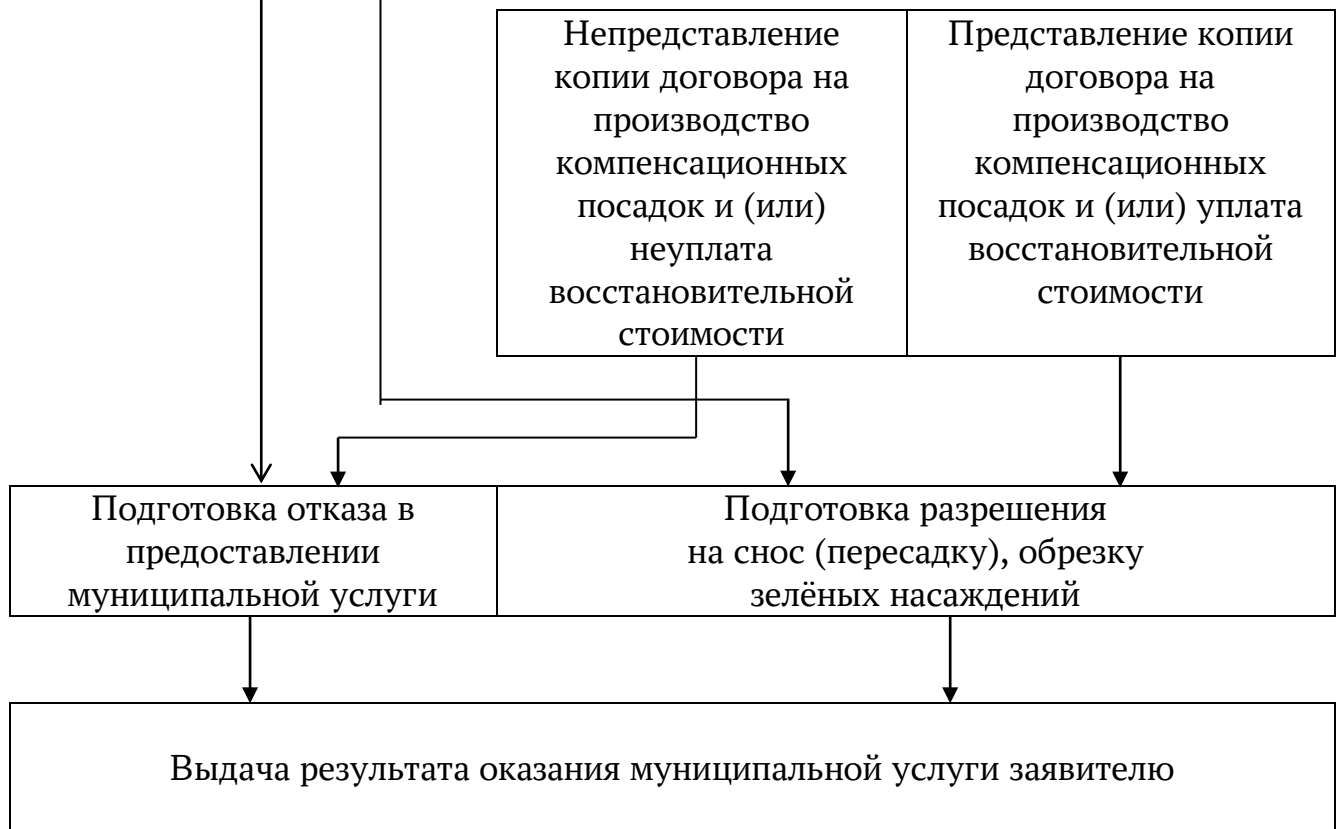 Непредставление
копии договора на
производство
компенсационных
посадок и (или)
неуплата
восстановительной
стоимости
Представление копии
договора на
производство
компенсационных
посадок и (или) уплата
восстановительной
стоимости
Подготовка отказа в
предоставлении
муниципальной услуги
Подготовка разрешения
на снос (пересадку), обрезку
зелёных насаждений
Выдача результата оказания муниципальной услуги заявителю